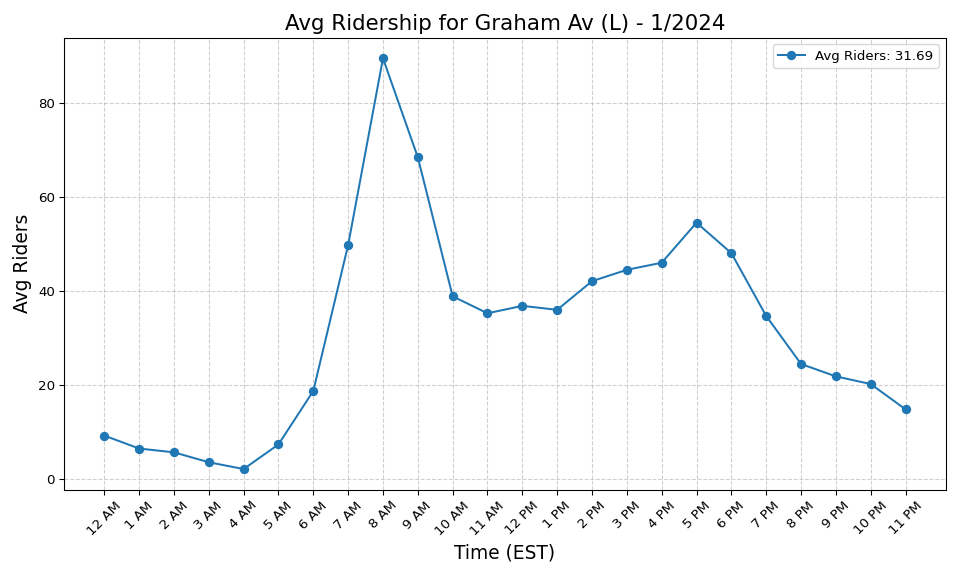 Avg Ridership for Graham Av (L) - 1/2024
Avg Riders: 31.69
Avg Riders
80
60
40
20
0
12 AM 1 AM 2 AM 3 AM 4 AM 5 AM 6 AM 7 AM 8 AM 9 AM 10 AM 11 AM 12 PM 1 PM 2 PM 3 PM 4 PM 5 PM 6 PM 7 PM 8 PM 9 PM 10 PM 11 PM
Time (EST)